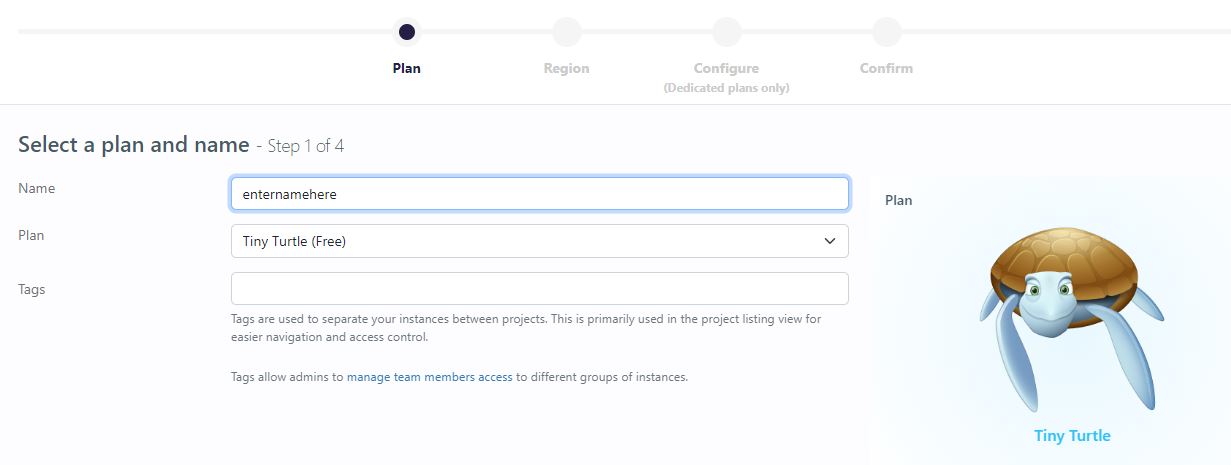 Plan
Region
Configure
Confirm
(Dedicated plans only)
Select a plan and name - Step 1 of 4
Name
enternamehere
Plan
Plan
Tiny Turtle (Free)
Tags
Tags are used to separate your instances between projects. This is primarily used in the project listing view for
easier navigation and access control.
Tags allow admins to manage team members access to different groups of instances.
Tiny Turtle